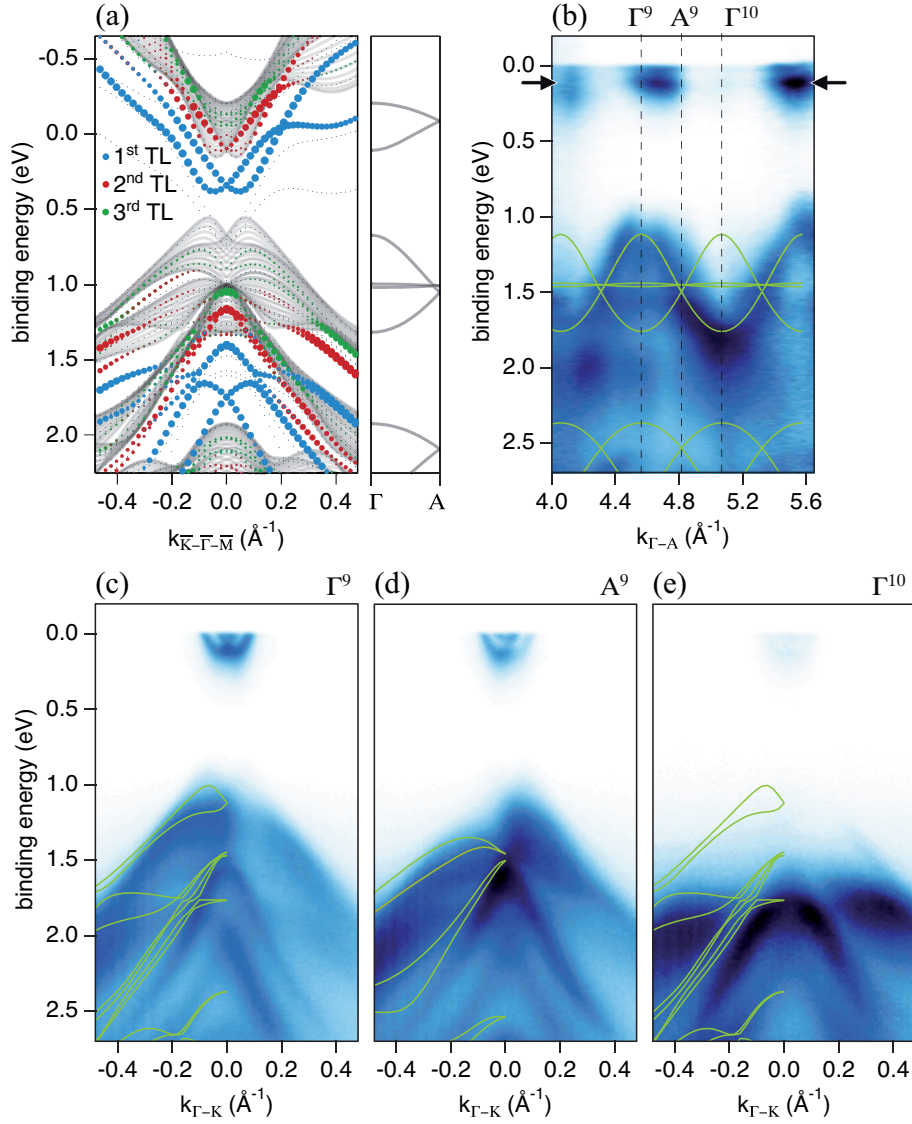 (a)
-0.5
0.0
0.5
1.0
1.5
2.0
binding energy (eV)
1st TL
2nd TL
3rd TL
-0.4 -0.2 0.0 0.2 0.4
k K̅-Γ̅-M̅ (Å-1)
Γ A
(b)
Γ9 A9 Γ10
0.0
0.5
1.0
1.5
2.0
2.5
binding energy (eV)
4.0 4.4 4.8 5.2 5.6
kΓ-A (Å-1)
(c) Γ9
0.0
0.5
1.0
1.5
2.0
2.5
binding energy (eV)
-0.4 -0.2 0.0 0.2 0.4
kΓ-K (Å-1)
(d) A9
-0.4 -0.2 0.0 0.2 0.4
kΓ-K (Å-1)
(e) Γ10
-0.4 -0.2 0.0 0.2 0.4
kΓ-K (Å-1)